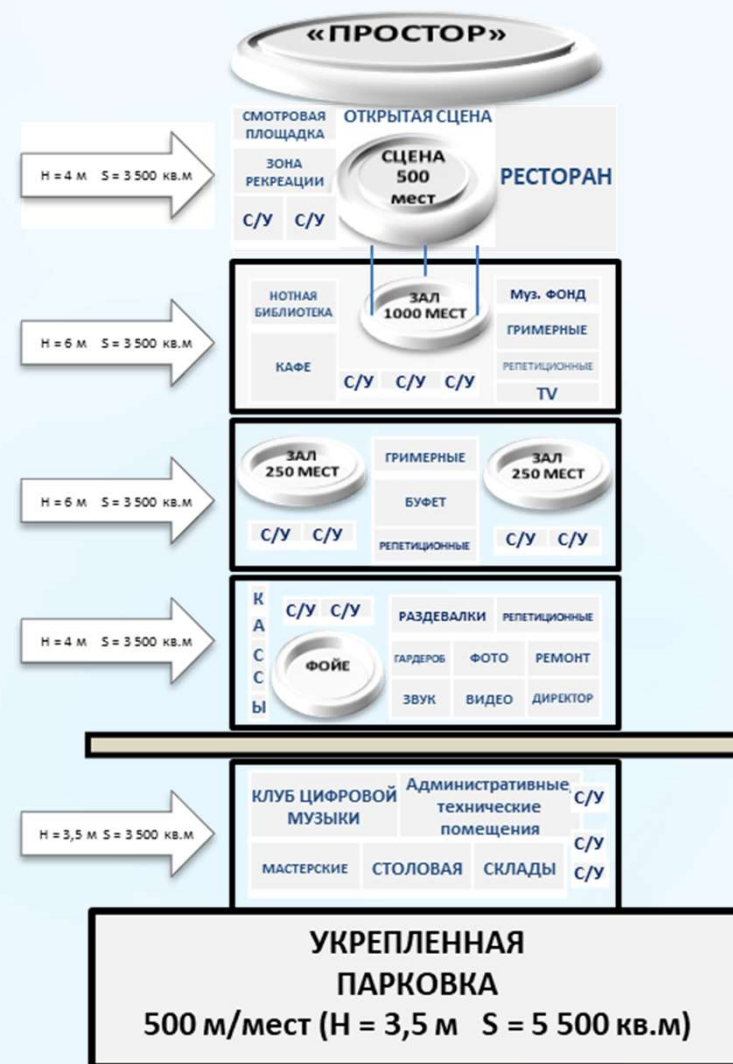 «ПРОСТОР»
H = 4 м S = 3 500 кв.м
СМОТРОВАЯ
ПЛОЩАДКА
ЗОНА
РЕКРЕАЦИИ
С/У С/У
ОТКРЫТАЯ СЦЕНА
СЦЕНА
500
мест
РЕСТОРАН
H = 6 м S = 3 500 кв.м
НОТНАЯ
БИБЛИОТЕКА
КАФЕ
ЗАЛ
1000 МЕСТ
С/У С/У С/У
Муз. ФОНД
ГРИМЕРНЫЕ
РЕПЕТИЦИОННЫЕ
TV
H = 6 м S = 3 500 кв.м
ЗАЛ
250 МЕСТ
С/У С/У
ГРИМЕРНЫЕ
БУФЕТ
РЕПЕТИЦИОННЫЕ
ЗАЛ
250 МЕСТ
С/У С/У
H = 4 м S = 3 500 кв.м
К
А
С
С
Ы
С/У С/У
ФОЙЕ
РАЗДЕВАЛКИ РЕПЕТИЦИОННЫЕ
ГАРДЕРОБ ФОТО РЕМОНТ
ЗВУК ВИДЕО ДИРЕКТОР
H = 3,5 м S = 3 500 кв.м
КЛУБ ЦИФРОВОЙ
МУЗЫКИ
Административные,
технические
помещения
С/У
С/У
С/У
МАСТЕРСКИЕ СТОЛОВАЯ СКЛАДЫ
УКРЕПЛЕННАЯ
ПАРКОВКА
500 м/мест (H = 3,5 м S = 5 500 кв.м)